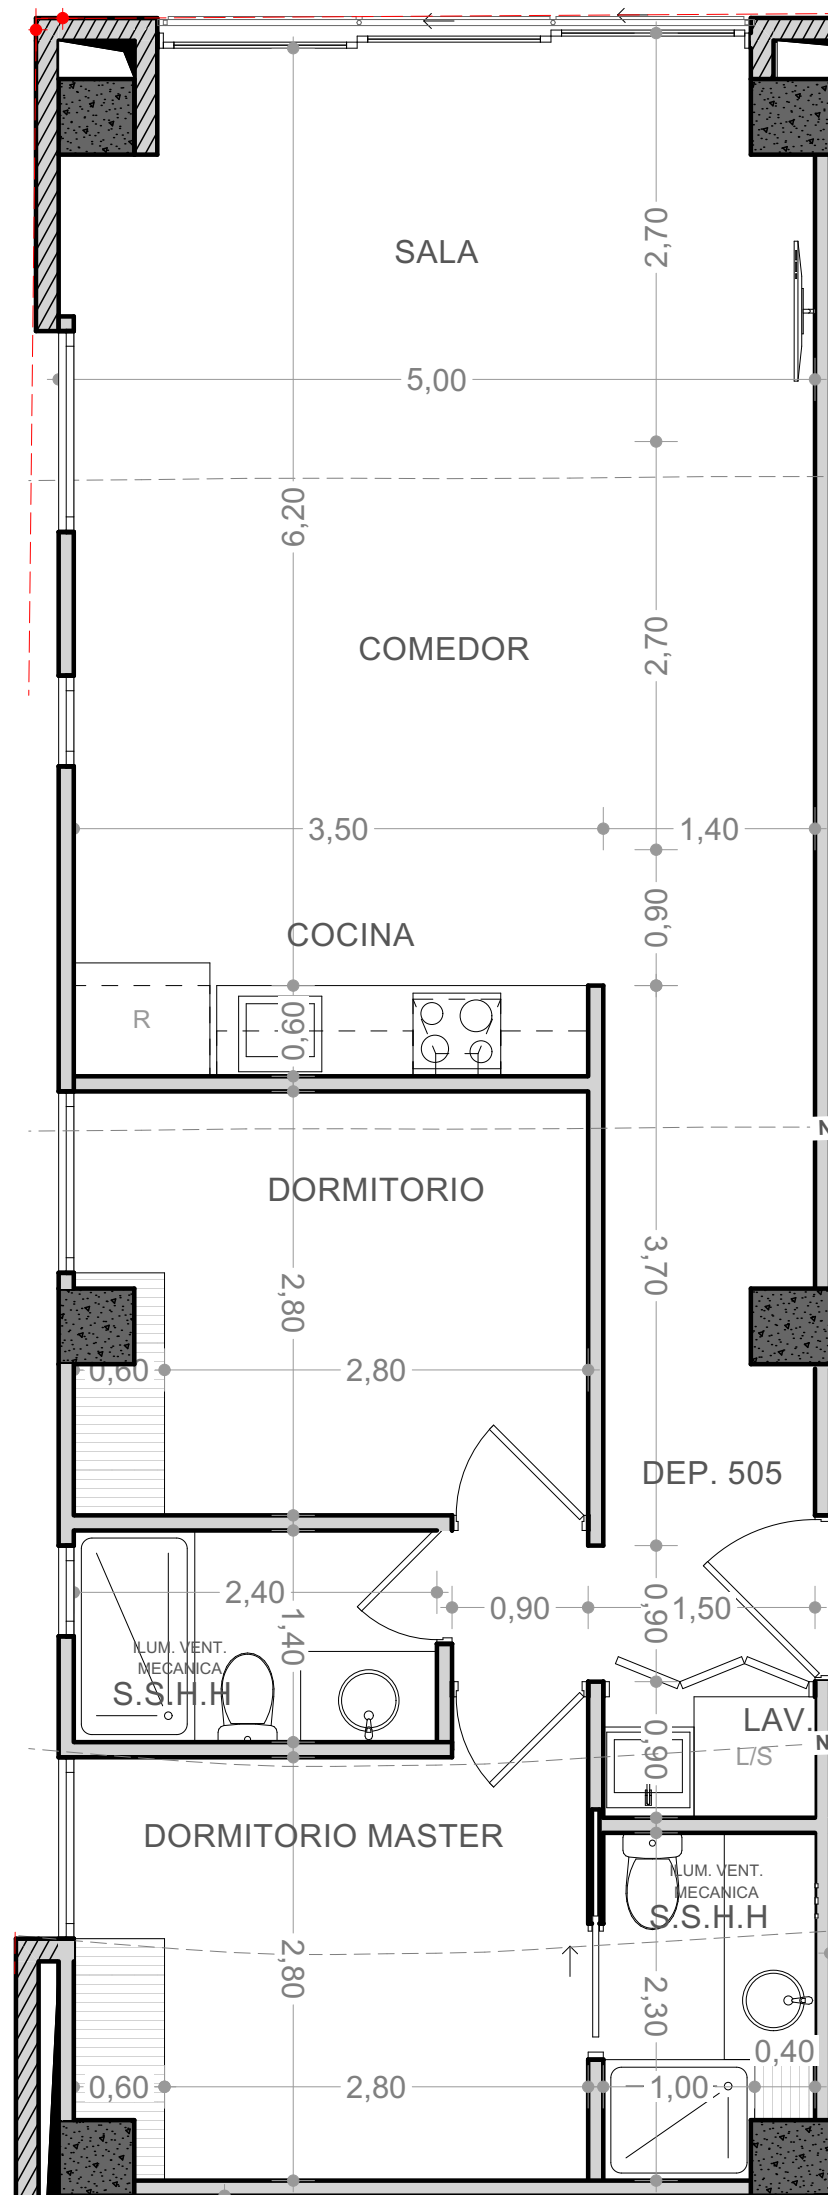 2,70
SALA
5,00
6,20
2,70
COMEDOR
3,50
1,40
0,90
COCINA
R
0,60
N
DORMITORIO
3,70
2,80
0,60
2,80
DEP. 505
2,40
0,90
0,90
1,50
1,40
ILUM. VENT.
MECANICA
S.S.H.H
LAV.
0,90
L/S
N
DORMITORIO MASTER
ILUM. VENT.
MECANICA
S.S.H.H
2,80
2,30
0,40
0,60
2,80
1,00